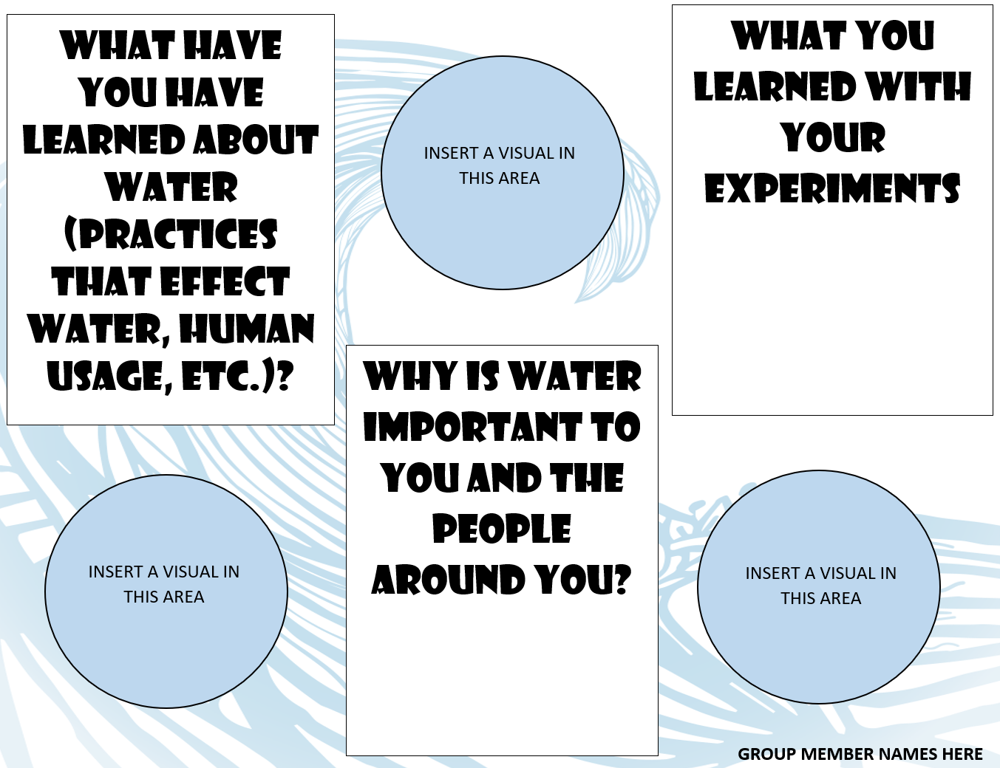 WHAT HAVE
YOU HAVE
LEARNED ABOUT
WATER
(PRACTICES
THAT EFFECT
WATER, HUMAN
USAGE, ETC.)?
INSERT A VISUAL IN
THIS AREA
WHAT YOU
LEARNED WITH
YOUR
EXPERIMENTS
INSERT A VISUAL IN
THIS AREA
WHY IS WATER
IMPORTANT TO
YOU AND THE
PEOPLE
AROUND YOU?
INSERT A VISUAL IN
THIS AREA
GROUP MEMBER NAMES HERE